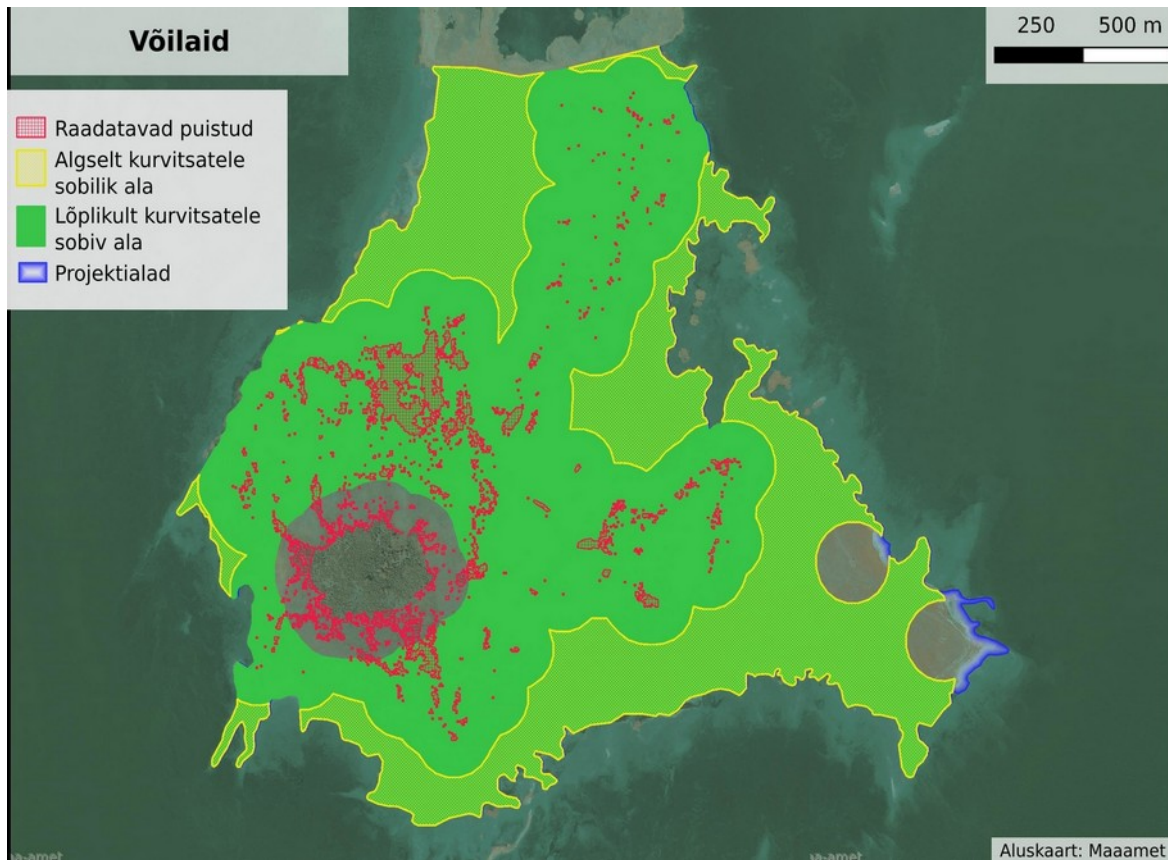 Võilaid
250 500 m
Raadatavad puistud
Algselt kurvitsatele
sobilik ala
Lõplikult kurvitsatele
sobiv ala
Projektialad
Aluskaart: Maaamet